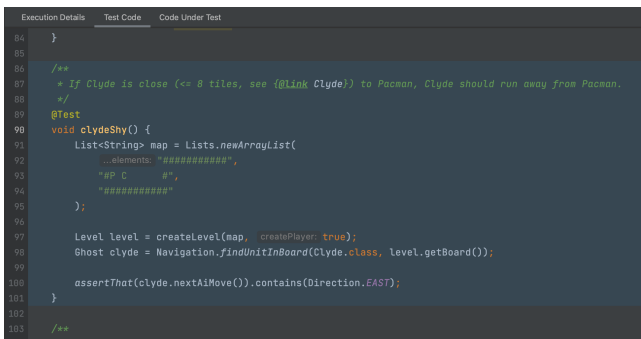 Execution Details Test Code Code Under Test
84 }
85
86 /**
87 * If Clyde is close (<= 8 tiles, see {@link Clyde}) to Pacman, Clyde should run away from Pacman.
88 */
89 @Test
90 void clydeShy() {
91 List<String> map = Lists.newArrayList(
92 ...elements: "###########",
93 "#P C      #",
94 "###########"
95 );
96
97 Level level = createLevel(map, createPlayer: true);
98 Ghost clyde = Navigation.findUnitInBoard(Clyde.class, level.getBoard());
99
100 assertThat(clyde.nextAiMove()).contains(Direction.EAST);
101 }
102
103 /**